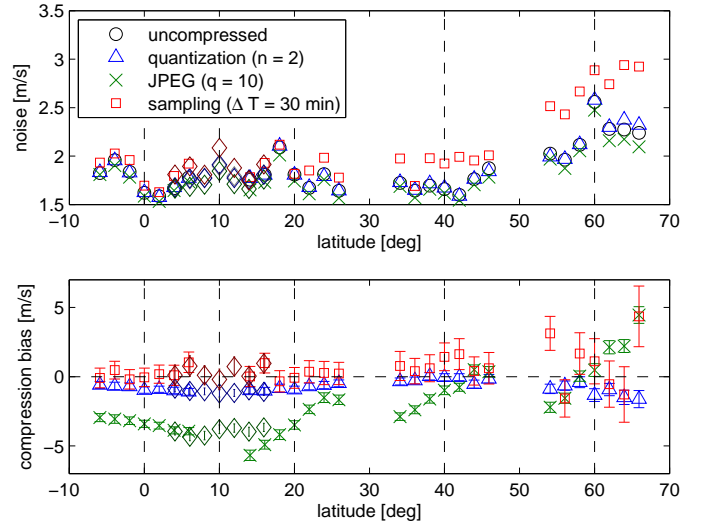 3.5
3
2.5
2
1.5
noise [m/s]
uncompressed
quantization (n = 2)
JPEG (q = 10)
sampling (Δ T = 30 min)
−10 0 10 20 30 40 50 60 70
latitude [deg]
5
0
−5
compression bias [m/s]
−10 0 10 20 30 40 50 60 70
latitude [deg]